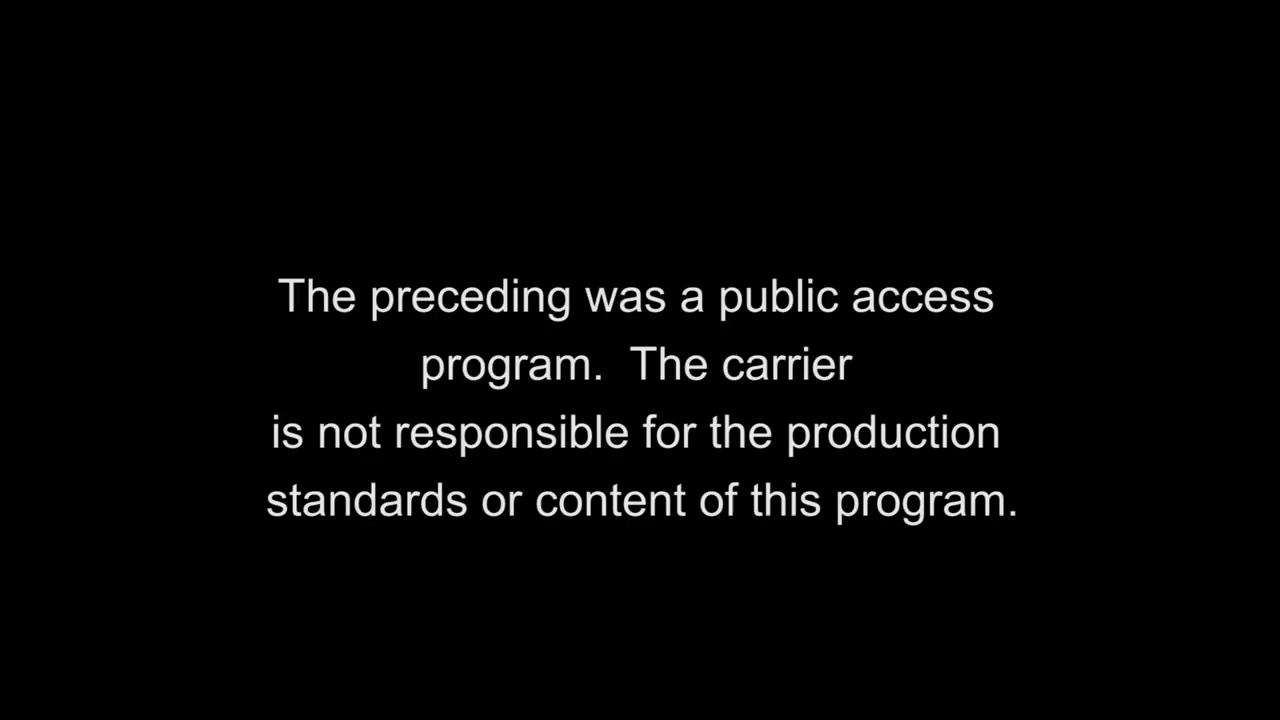 The preceding was a public access
program.  The carrier
is not responsible for the production
standards or content of this program.